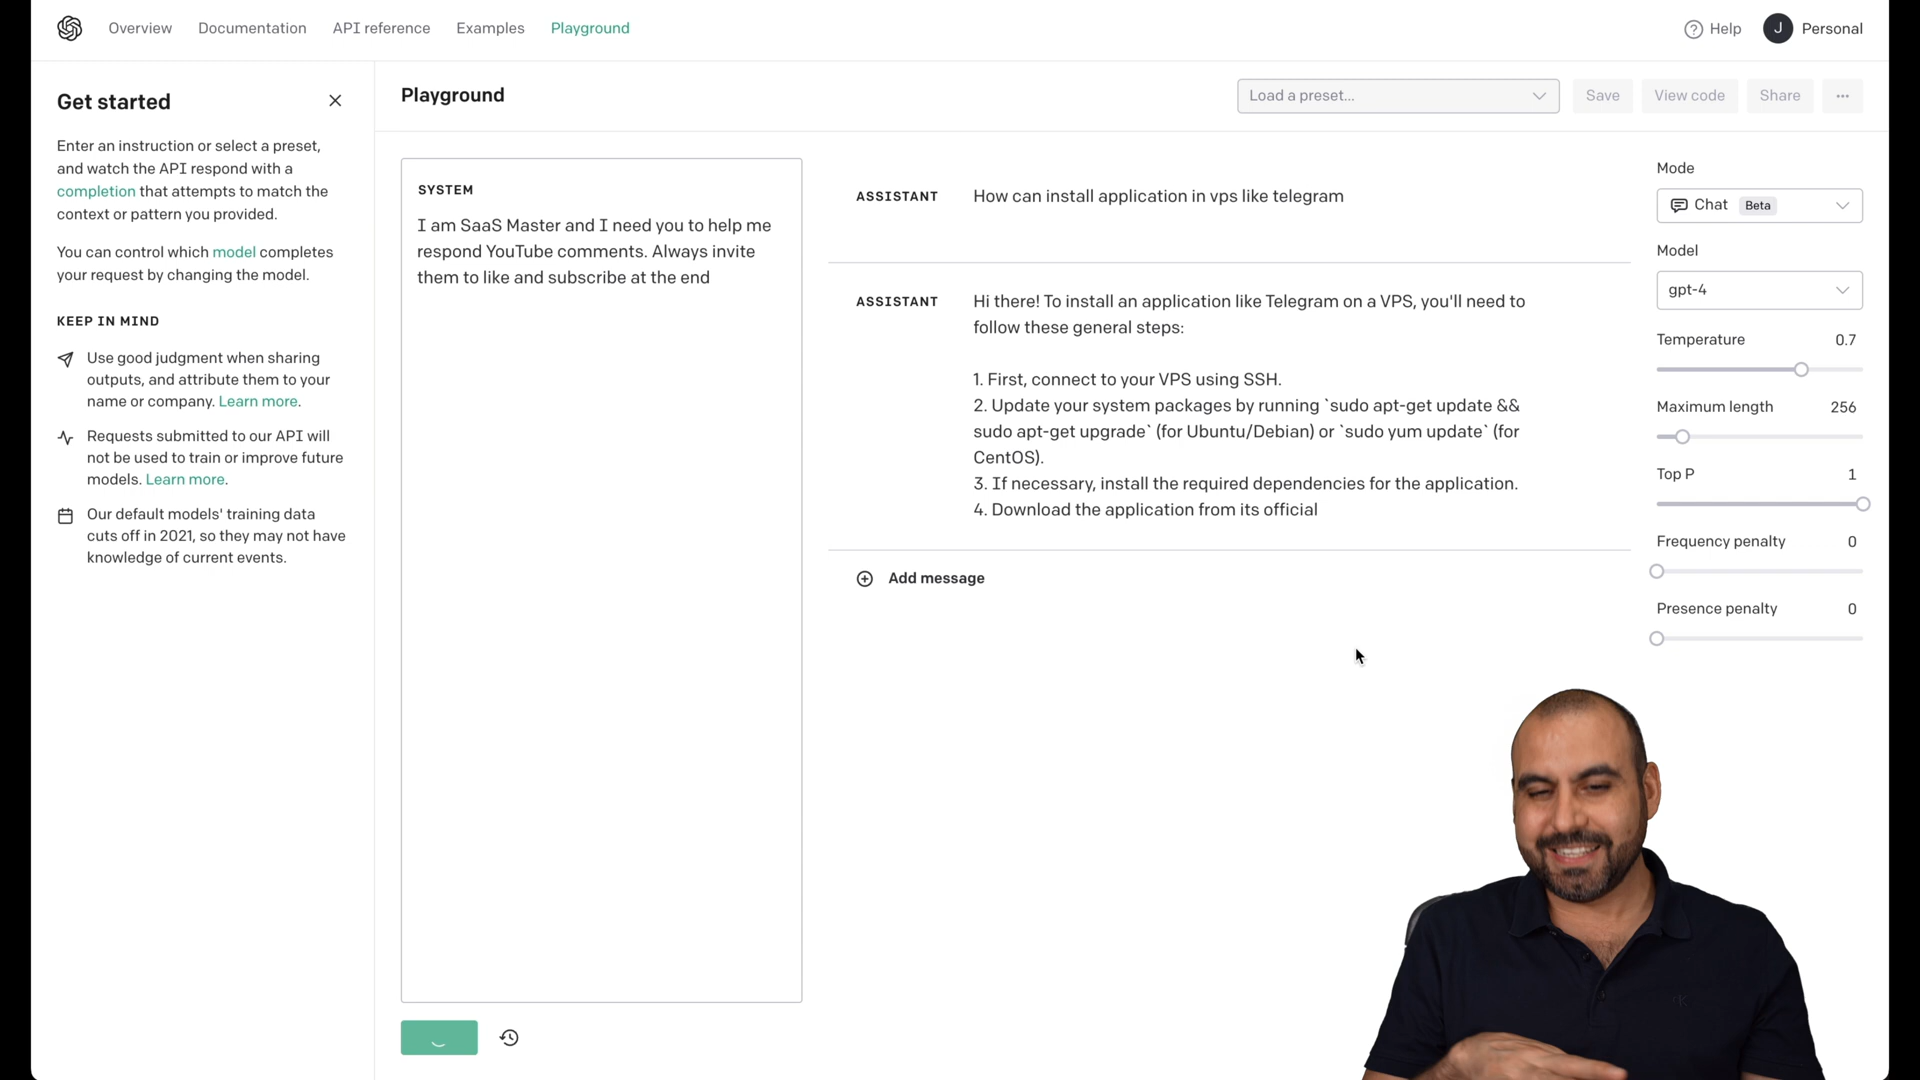 Overview Documentation API reference Examples Playground
Help J Personal
Get started
Enter an instruction or select a preset,
and watch the API respond with a
completion that attempts to match the
context or pattern you provided.
You can control which model completes
your request by changing the model.
KEEP IN MIND
Use good judgment when sharing
outputs, and attribute them to your
name or company. Learn more.
Requests submitted to our API will
not be used to train or improve future
models. Learn more.
Our default models' training data
cuts off in 2021, so they may not have
knowledge of current events.
Playground
Load a preset... Save View code Share ...
SYSTEM
I am SaaS Master and I need you to help me
respond YouTube comments. Always invite
them to like and subscribe at the end
ASSISTANT How can install application in vps like telegram
ASSISTANT Hi there! To install an application like Telegram on a VPS, you'll need to
follow these general steps:
1. First, connect to your VPS using SSH.
2. Update your system packages by running `sudo apt-get update &&
sudo apt-get upgrade` (for Ubuntu/Debian) or `sudo yum update` (for
CentOS).
3. If necessary, install the required dependencies for the application.
4. Download the application from its official
Add message
Mode
Chat Beta
Model
gpt-4
Temperature 0.7
Maximum length 256
Top P 1
Frequency penalty 0
Presence penalty 0